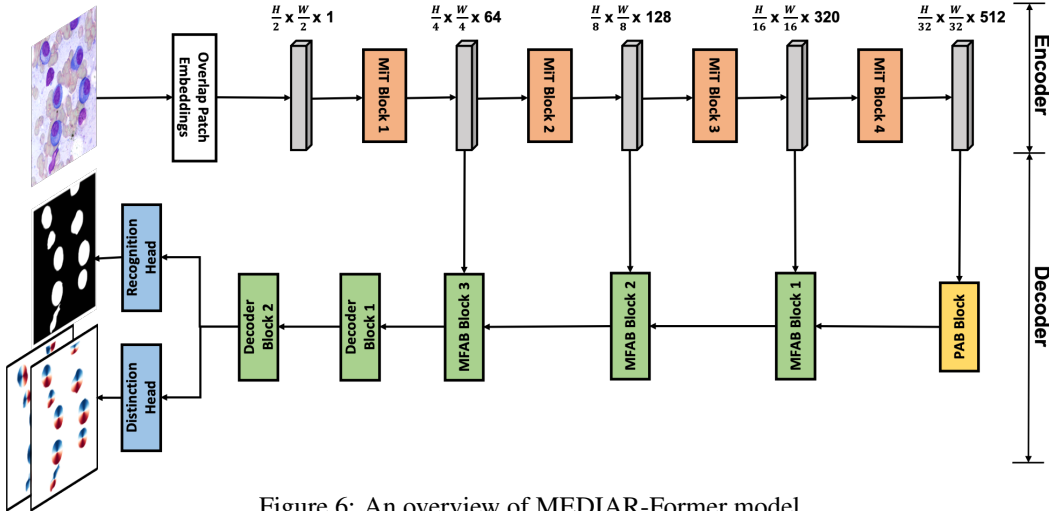 H/2 x W/2 x 1
H/4 x W/4 x 64
H/8 x W/8 x 128
H/16 x W/16 x 320
H/32 x W/32 x 512
Overlap Patch
Embeddings
MiT Block 1
MiT Block 2
MiT Block 3
MiT Block 4
Encoder
Recognition
Head
Distinction
Head
Decoder
Block 2
Decoder
Block 1
MFAB Block 3
MFAB Block 2
MFAB Block 1
PAB Block
Decoder
Figure 6: An overview of MEDIAR-Former model